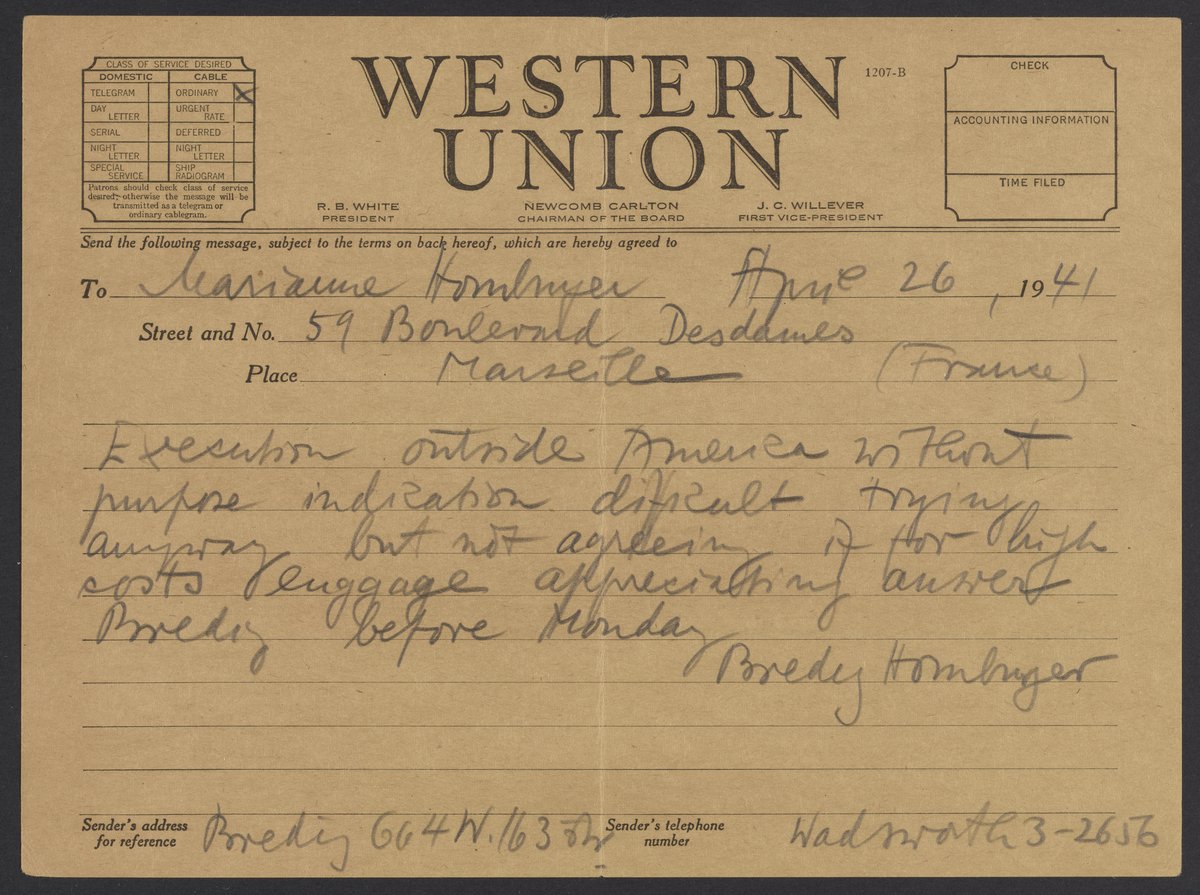 CLASS OF SERVICE DESIRED
DOMESTIC CABLE
TELEGRAM ORDINARY X
DAY LETTER URGENT RATE
SERIAL DEFERRED
NIGHT LETTER NIGHT LETTER
SPECIAL SERVICE SHIP RADIOGRAM
Patrons should check class of service
desired; otherwise the message will be
transmitted as a telegram or
ordinary cablegram.
WESTERN
UNION
1207-B
R. B. WHITE
PRESIDENT
NEWCOMB CARLTON
CHAIRMAN OF THE BOARD
J. C. WILLEVER
FIRST VICE-PRESIDENT
CHECK
ACCOUNTING INFORMATION
TIME FILED
Send the following message, subject to the terms on back hereof, which are hereby agreed to
To Marianne Homburger April 26, 1941
Street and No. 59 Boulevard Desdames
Place Marseille (France)
Execution outside America without
purpose indication difficult trying
anyway but not agreeing if for high
costs luggage appreciating answer
Bredig before Monday
Bredig Homburger
Sender's address
for reference
Bredig 664 W. 163 str
Sender's telephone
number
Wadsworth 3-2656